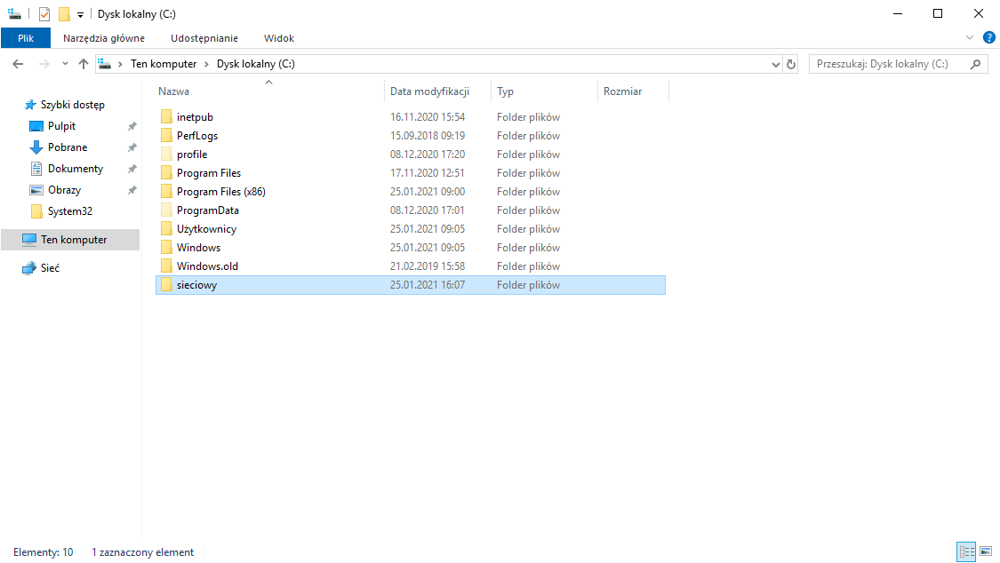 Dysk lokalny (C:)
Plik Narzędzia główne Udostępnianie Widok
Ten komputer Dysk lokalny (C:) Przeszukaj: Dysk lokalny (C:)
Szybki dostęp
Pulpit
Pobrane
Dokumenty
Obrazy
System32
Ten komputer
Sieć
Nazwa Data modyfikacji Typ Rozmiar
inetpub 16.11.2020 15:54 Folder plików
PerfLogs 15.09.2018 09:19 Folder plików
profile 08.12.2020 17:20 Folder plików
Program Files 17.11.2020 12:51 Folder plików
Program Files (x86) 25.01.2021 09:00 Folder plików
ProgramData 08.12.2020 17:01 Folder plików
Użytkownicy 25.01.2021 09:05 Folder plików
Windows 25.01.2021 09:05 Folder plików
Windows.old 21.02.2019 15:58 Folder plików
sieciowy 25.01.2021 16:07 Folder plików
Elementy: 10 1 zaznaczony element